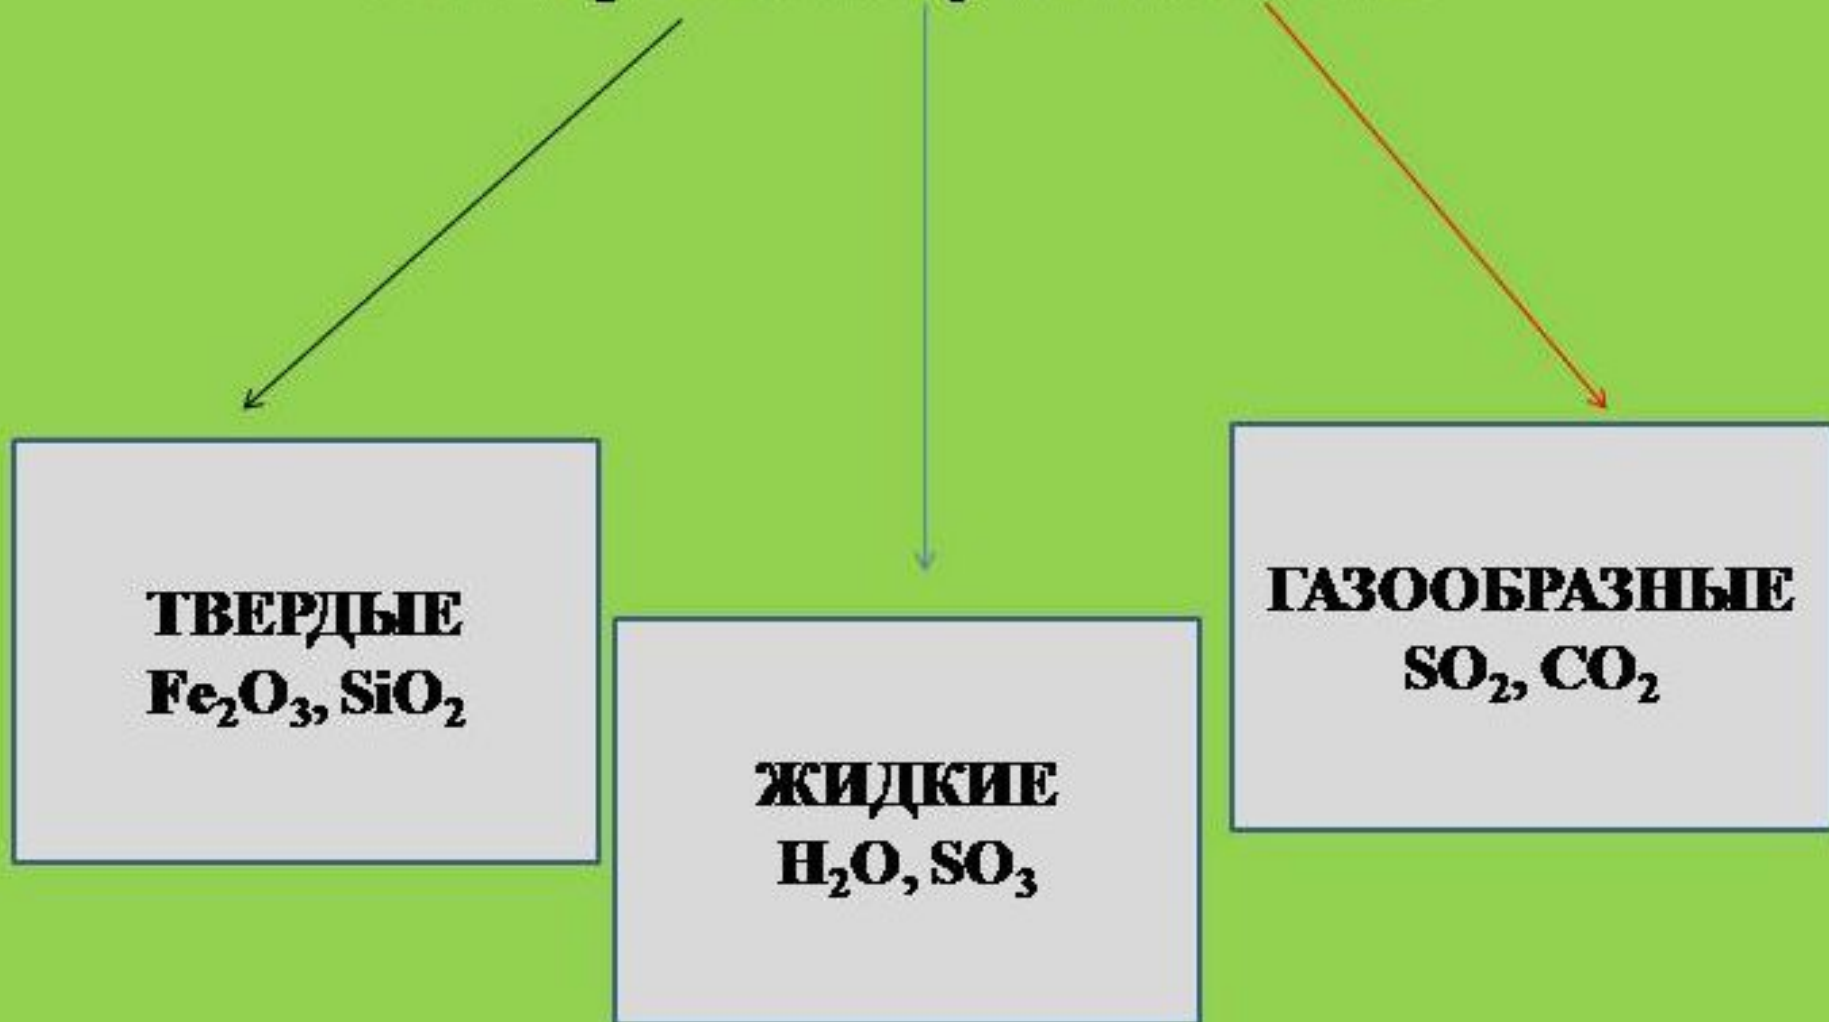 ТВЕРДЫЕ
Fe₂O₃, SiO₂
ЖИДКИЕ
H₂O, SO₃
ГАЗООБРАЗНЫЕ
SO₂, CO₂